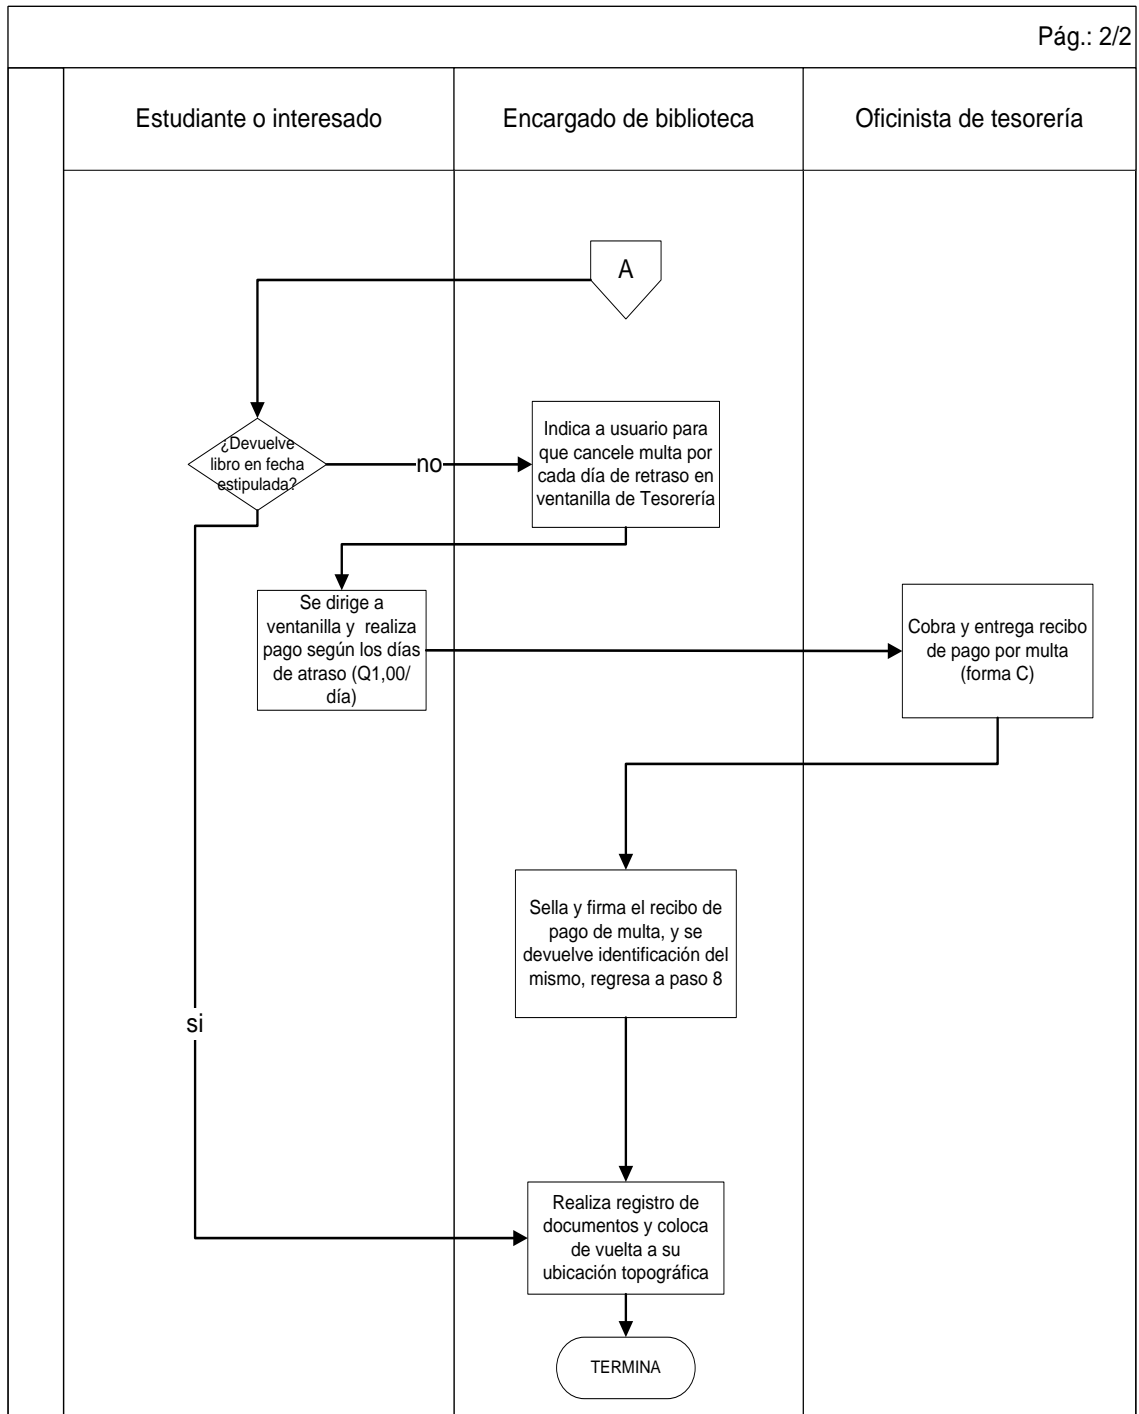 Pág.: 2/2
Estudiante o interesado
Encargado de biblioteca
Oficinista de tesorería
A
¿Devuelve
libro en fecha
estipulada?
no
Indica a usuario para
que cancele multa por
cada día de retraso en
ventanilla de Tesorería
Se dirige a
ventanilla y realiza
pago según los días
de atraso (Q1,00/
día)
Cobra y entrega recibo
de pago por multa
(forma C)
Sella y firma el recibo de
pago de multa, y se
devuelve identificación del
mismo, regresa a paso 8
si
Realiza registro de
documentos y coloca
de vuelta a su
ubicación topográfica
TERMINA